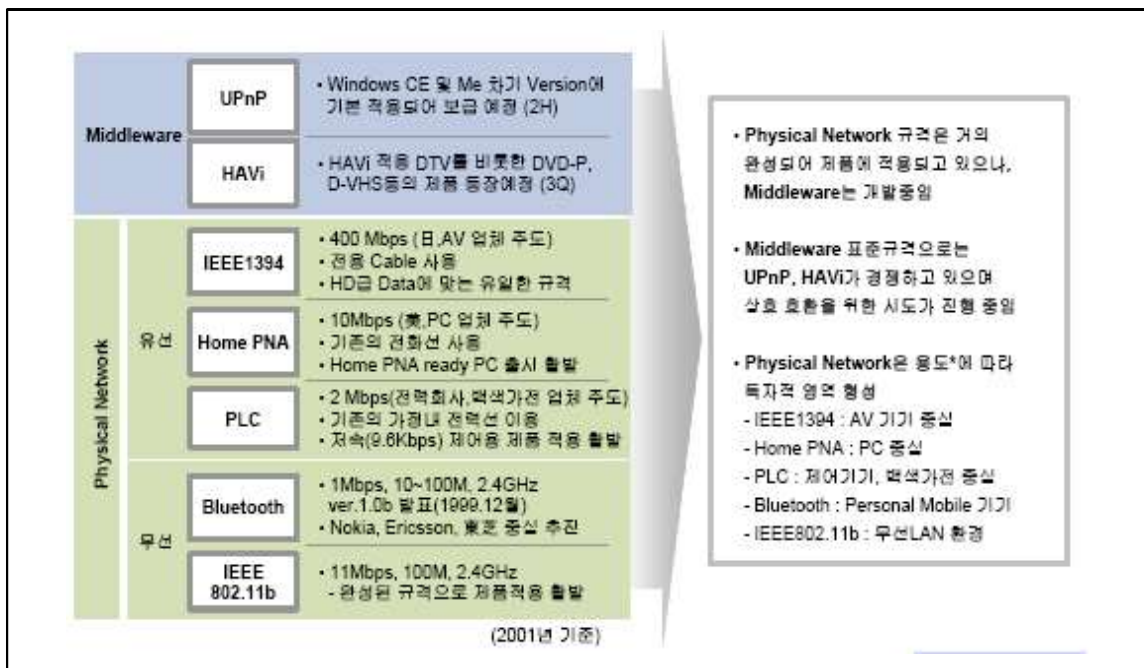 Middleware
UPnP
• Windows CE 및 Me 차기 Version에
기본 적용되어 보급 예정 (2H)
HAVi
• HAVi 적용 DTV를 비롯한 DVD-P,
D-VHS등의 제품 등장예정 (3Q)
Physical Network
유선
IEEE1394
• 400 Mbps (日,AV 업체 주도)
• 전용 Cable 사용
• HD급 Data에 맞는 유일한 규격
Home PNA
• 10Mbps (美,PC 업체 주도)
• 기존의 전화선 사용
• Home PNA ready PC 출시 활발
PLC
• 2 Mbps(전력회사,백색가전 업체 주도)
• 기존의 가정내 전력선 이용
• 저속(9.6Kbps) 제어용 제품 적용 활발
무선
Bluetooth
• 1Mbps, 10~100M, 2.4GHz
ver.1.0b 발표(1999.12월)
• Nokia, Ericsson, 東芝 중심 추진
IEEE
802.11b
• 11Mbps, 100M, 2.4GHz
- 완성된 규격으로 제품적용 활발
(2001년 기준)
• Physical Network 규격은 거의
완성되어 제품에 적용되고 있으나,
Middleware는 개발중임
• Middleware 표준규격으로는
UPnP, HAVi가 경쟁하고 있으며
상호 호환을 위한 시도가 진행 중임
• Physical Network은 용도*에 따라
독자적 영역 형성
- IEEE1394 : AV 기기 중심
- Home PNA : PC 중심
- PLC : 제어기기, 백색가전 중심
- Bluetooth : Personal Mobile 기기
- IEEE802.11b : 무선LAN 환경